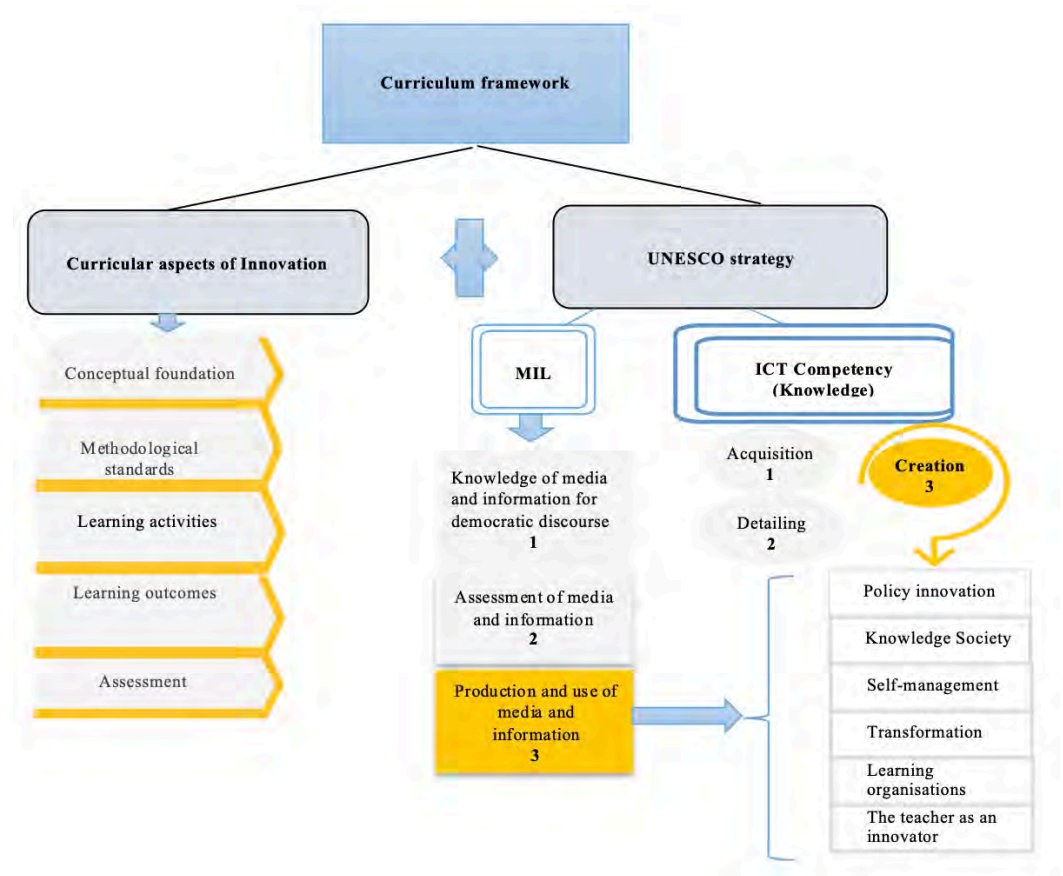 Curriculum framework
Curricular aspects of Innovation
UNESCO strategy
Conceptual foundation
Methodological
standards
Learning activities
Learning outcomes
Assessment
MIL
Knowledge of media
and information for
democratic discourse
1
Assessment of media
and information
2
Production and use of
media and
information
3
ICT Competency
(Knowledge)
Acquisition
1
Detailing
2
Creation
3
Policy innovation
Knowledge Society
Self-management
Transformation
Learning
organisations
The teacher as an
innovator